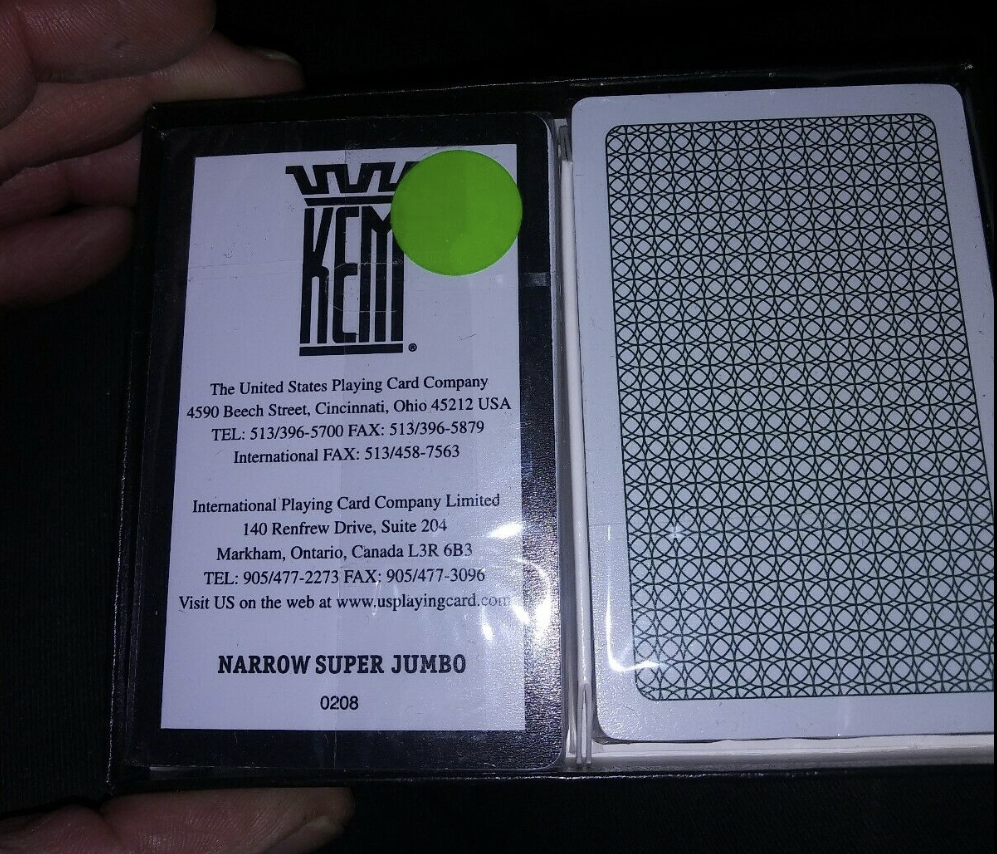 KEM
®
The United States Playing Card Company
4590 Beech Street, Cincinnati, Ohio 45212 USA
TEL: 513/396-5700 FAX: 513/396-5879
International FAX: 513/458-7563
International Playing Card Company Limited
140 Renfrew Drive, Suite 204
Markham, Ontario, Canada L3R 6B3
TEL: 905/477-2273 FAX: 905/477-3096
Visit US on the web at www.usplayingcard.com
NARROW SUPER JUMBO
0208